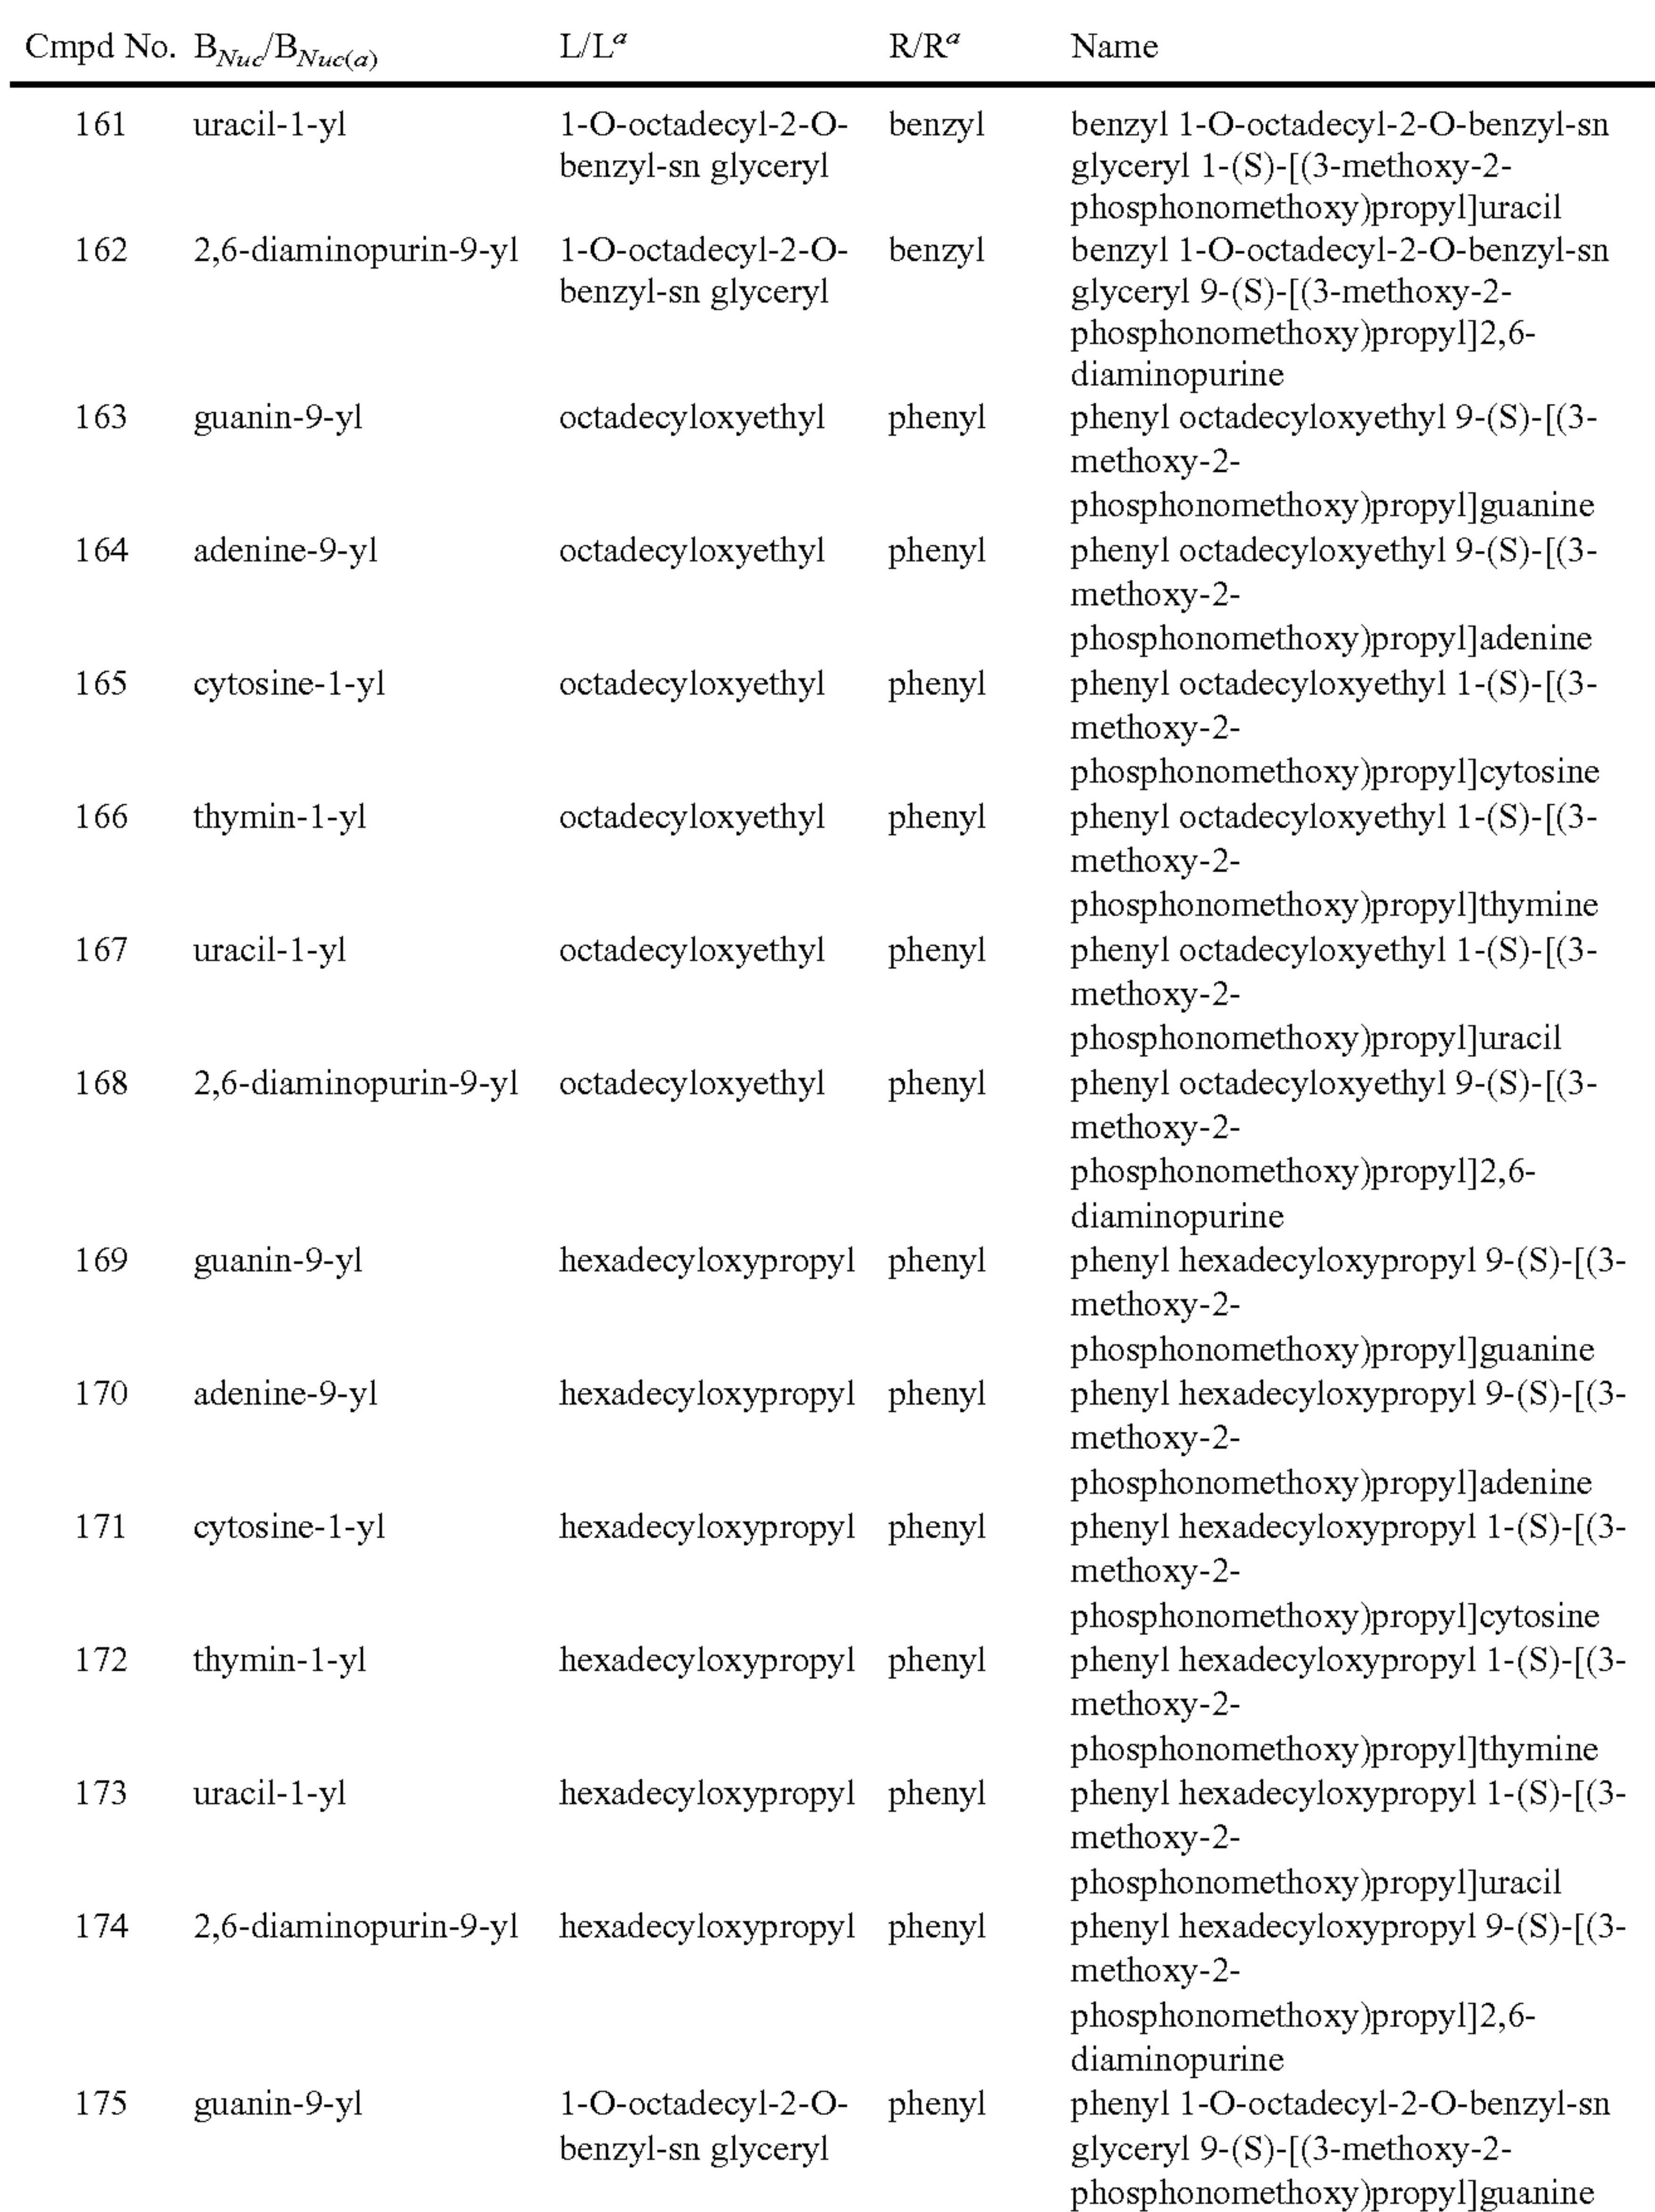 Cmpd No. B_Nuc/B_Nuc(a) L/L^a R/R^a Name
161 uracil-1-yl 1-O-octadecyl-2-O- benzyl benzyl 1-O-octadecyl-2-O-benzyl-sn
benzyl-sn glyceryl glyceryl 1-(S)-[(3-methoxy-2-
phosphonomethoxy)propyl]uracil
162 2,6-diaminopurin-9-yl 1-O-octadecyl-2-O- benzyl benzyl 1-O-octadecyl-2-O-benzyl-sn
benzyl-sn glyceryl glyceryl 9-(S)-[(3-methoxy-2-
phosphonomethoxy)propyl]2,6-
diaminopurine
163 guanin-9-yl octadecyloxyethyl phenyl phenyl octadecyloxyethyl 9-(S)-[(3-
methoxy-2-
phosphonomethoxy)propyl]guanine
164 adenine-9-yl octadecyloxyethyl phenyl phenyl octadecyloxyethyl 9-(S)-[(3-
methoxy-2-
phosphonomethoxy)propyl]adenine
165 cytosine-1-yl octadecyloxyethyl phenyl phenyl octadecyloxyethyl 1-(S)-[(3-
methoxy-2-
phosphonomethoxy)propyl]cytosine
166 thymin-1-yl octadecyloxyethyl phenyl phenyl octadecyloxyethyl 1-(S)-[(3-
methoxy-2-
phosphonomethoxy)propyl]thymine
167 uracil-1-yl octadecyloxyethyl phenyl phenyl octadecyloxyethyl 1-(S)-[(3-
methoxy-2-
phosphonomethoxy)propyl]uracil
168 2,6-diaminopurin-9-yl octadecyloxyethyl phenyl phenyl octadecyloxyethyl 9-(S)-[(3-
methoxy-2-
phosphonomethoxy)propyl]2,6-
diaminopurine
169 guanin-9-yl hexadecyloxypropyl phenyl phenyl hexadecyloxypropyl 9-(S)-[(3-
methoxy-2-
phosphonomethoxy)propyl]guanine
170 adenine-9-yl hexadecyloxypropyl phenyl phenyl hexadecyloxypropyl 9-(S)-[(3-
methoxy-2-
phosphonomethoxy)propyl]adenine
171 cytosine-1-yl hexadecyloxypropyl phenyl phenyl hexadecyloxypropyl 1-(S)-[(3-
methoxy-2-
phosphonomethoxy)propyl]cytosine
172 thymin-1-yl hexadecyloxypropyl phenyl phenyl hexadecyloxypropyl 1-(S)-[(3-
methoxy-2-
phosphonomethoxy)propyl]thymine
173 uracil-1-yl hexadecyloxypropyl phenyl phenyl hexadecyloxypropyl 1-(S)-[(3-
methoxy-2-
phosphonomethoxy)propyl]uracil
174 2,6-diaminopurin-9-yl hexadecyloxypropyl phenyl phenyl hexadecyloxypropyl 9-(S)-[(3-
methoxy-2-
phosphonomethoxy)propyl]2,6-
diaminopurine
175 guanin-9-yl 1-O-octadecyl-2-O- phenyl phenyl 1-O-octadecyl-2-O-benzyl-sn
benzyl-sn glyceryl glyceryl 9-(S)-[(3-methoxy-2-
phosphonomethoxy)propyl]guanine